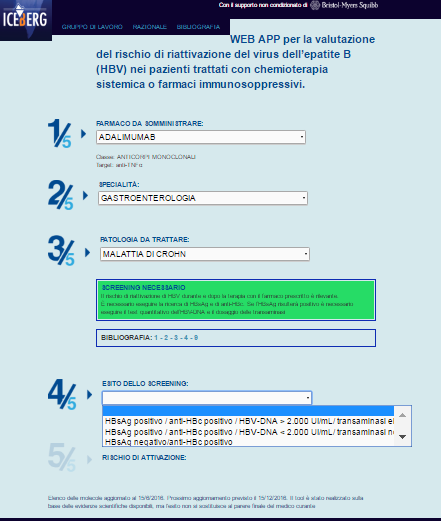 Con il supporto non condizionato di Bristol-Myers Squibb
ICEBERG
GRUPPO DI LAVORO RAZIONALE BIBLIOGRAFIA
WEB APP per la valutazione
del rischio di riattivazione del virus dell'epatite B
(HBV) nei pazienti trattati con chemioterapia
sistemica o farmaci immunosoppressivi.
1/5
FARMACO DA SOMMINISTRARE:
ADALIMUMAB
Classe: ANTICORPI MONOCLONALI
Target: anti-TNF α
2/5
SPECIALITÀ:
GASTROENTEROLOGIA
3/5
PATOLOGIA DA TRATTARE:
MALATTIA DI CROHN
SCREENING NECESSARIO
Il rischio di riattivazione di HBV durante e dopo la terapia con il farmaco prescritto è rilevante.
È necessario eseguire la ricerca di HBsAg e di anti-HBc. Se l'HBsAg risulterà positivo è necessario
eseguire il test quantitativo dell'HBV-DNA e il dosaggio delle transaminasi
BIBLIOGRAFIA: 1 - 2 - 3 - 4 -
4/5
ESITO DELLO SCREENING:
HBsAg positivo / anti-HBc positivo / HBV-DNA > 2.000 UI/mL/ transaminasi el
HBsAg positivo / anti-HBc positivo / HBV-DNA < 2.000 UI/mL/ transaminasi no
HBsAg negativo/anti-HBc positivo
5/5
RISCHIO DI ATTIVAZIONE:
Elenco delle molecole aggiornato al 15/6/2016. Prossimo aggiornamento previsto il 15/12/2016. Il tool è stato realizzato sulla
base delle evidenze scientifiche disponibili, ma l'esito non si sostituisce al parere finale del medico curante